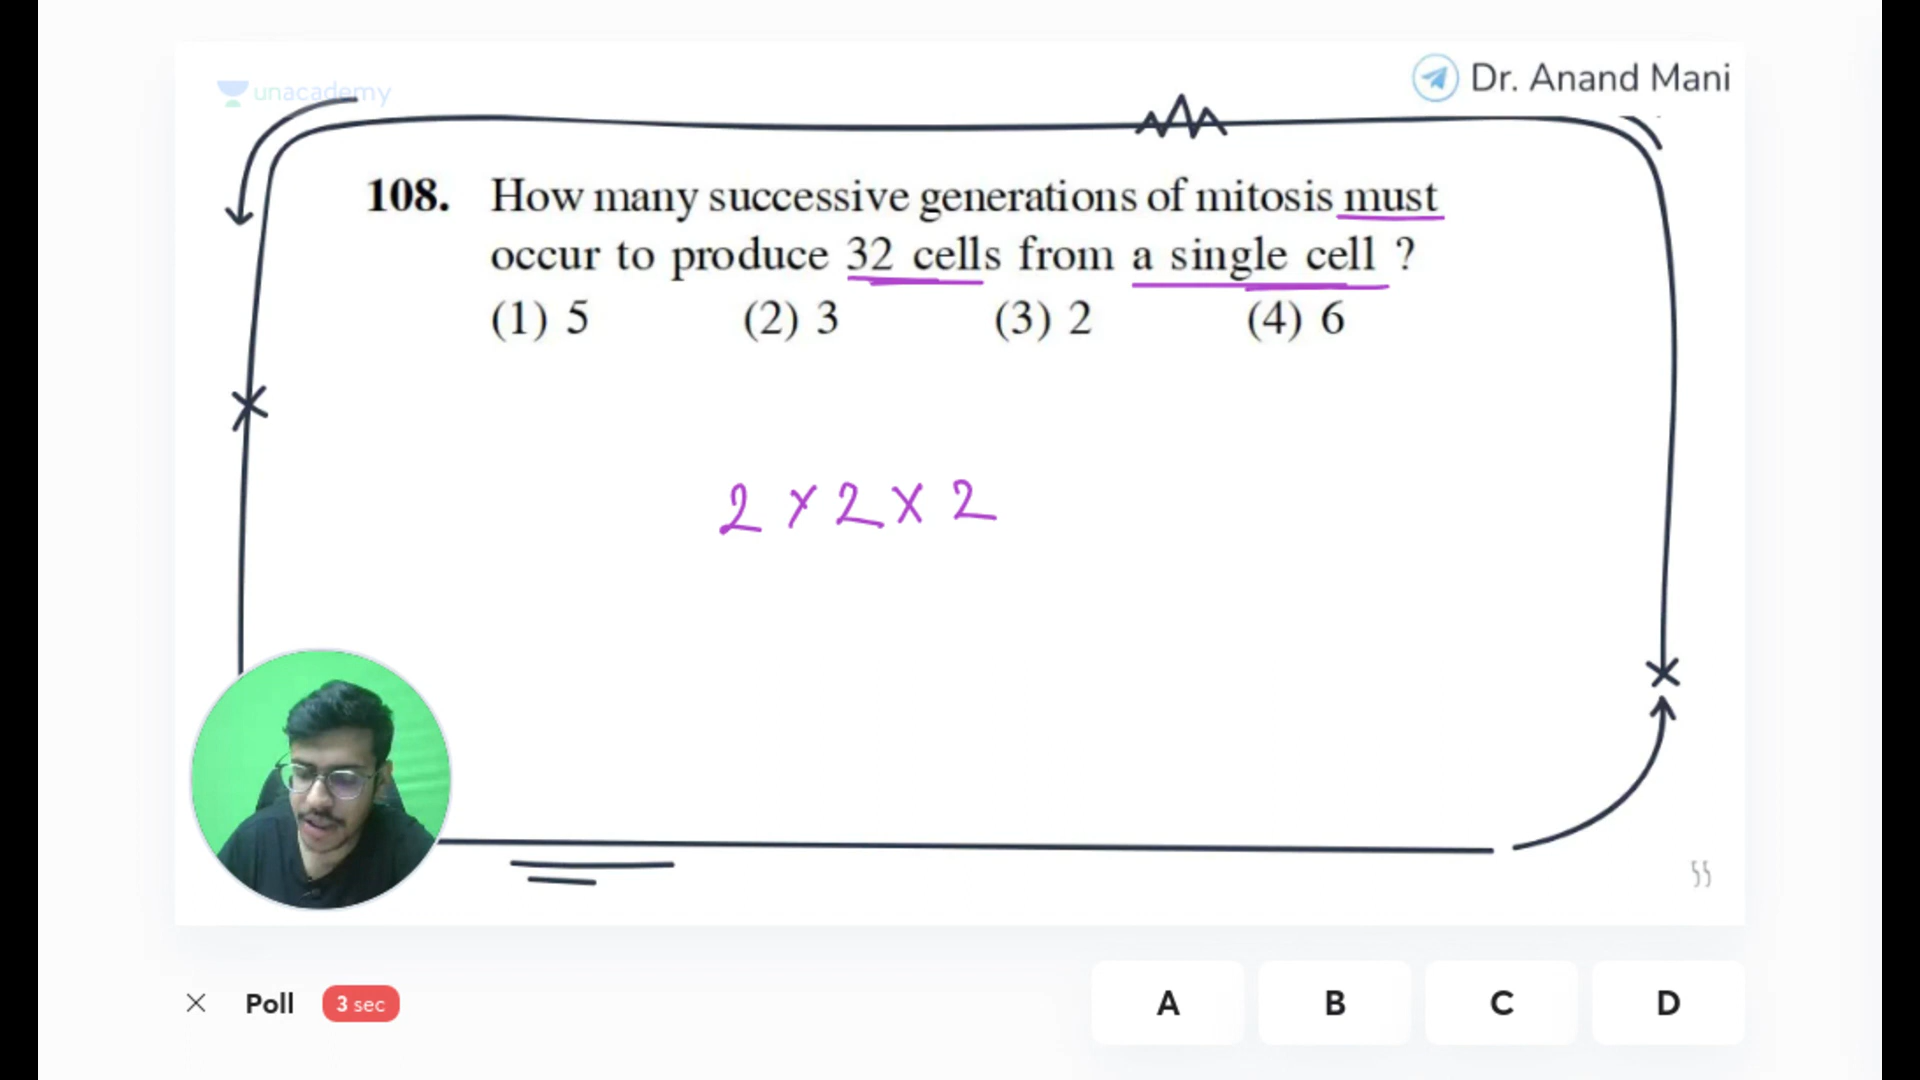 unacademy
Dr. Anand Mani
108. How many successive generations of mitosis must
occur to produce 32 cells from a single cell ?
(1) 5 (2) 3 (3) 2 (4) 6
2 × 2 × 2
55
Poll 3 sec A B C D